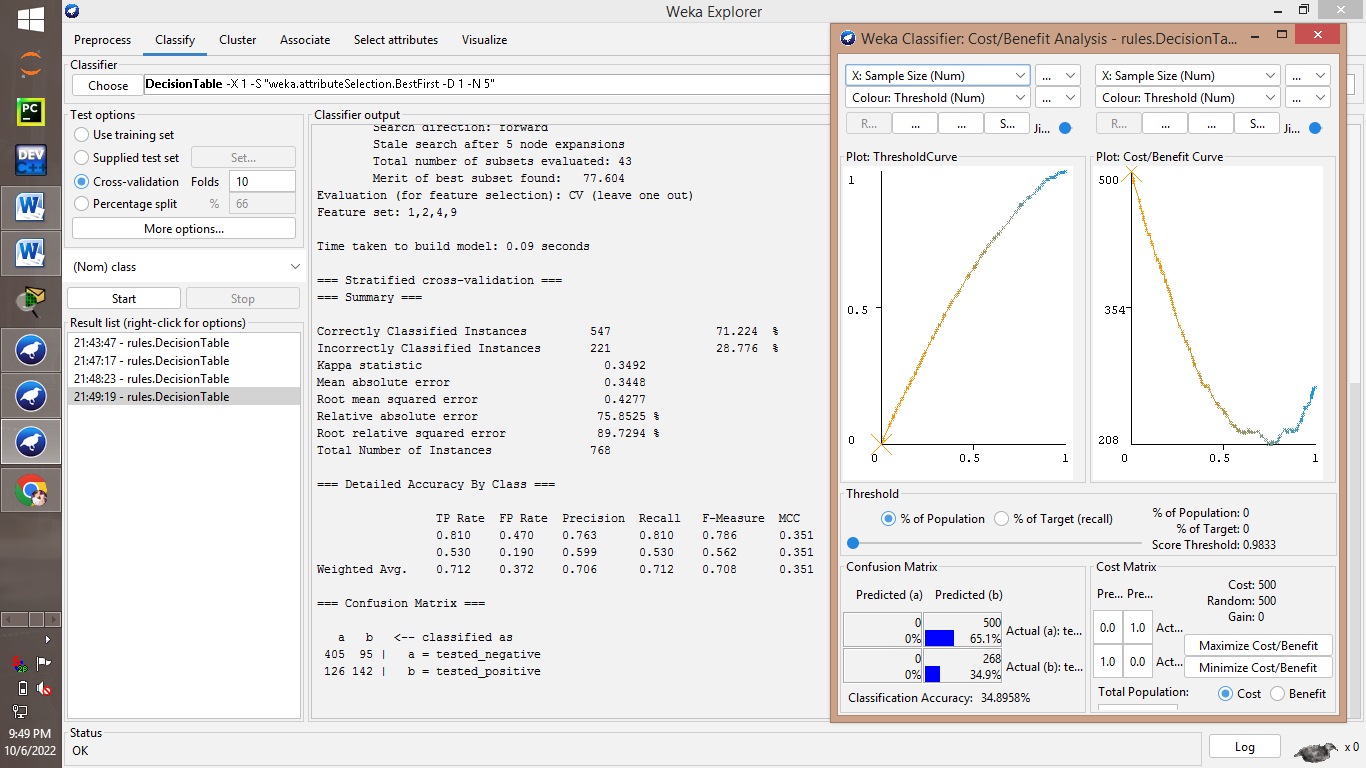 Weka Explorer
Preprocess Classify Cluster Associate Select attributes Visualize
Classifier
Choose DecisionTable -X 1 -S "weka.attributeSelection.BestFirst -D 1 -N 5"
Test options
Use training set
Supplied test set Set...
Cross-validation Folds 10
Percentage split % 66
More options...
(Nom) class
Start Stop
Result list (right-click for options)
21:43:47 - rules.DecisionTable
21:47:17 - rules.DecisionTable
21:48:23 - rules.DecisionTable
21:49:19 - rules.DecisionTable
Classifier output
Search direction: forward
Stale search after 5 node expansions
Total number of subsets evaluated: 43
Merit of best subset found: 77.604
Evaluation (for feature selection): CV (leave one out)
Feature set: 1,2,4,9
Time taken to build model: 0.09 seconds
=== Stratified cross-validation ===
=== Summary ===
Correctly Classified Instances 547 71.224 %
Incorrectly Classified Instances 221 28.776 %
Kappa statistic 0.3492
Mean absolute error 0.3448
Root mean squared error 0.4277
Relative absolute error 75.8525 %
Root relative squared error 89.7294 %
Total Number of Instances 768
=== Detailed Accuracy By Class ===
TP Rate FP Rate Precision Recall F-Measure MCC
0.810 0.470 0.763 0.810 0.786 0.351
0.530 0.190 0.599 0.530 0.562 0.351
Weighted Avg. 0.712 0.372 0.706 0.712 0.708 0.351
=== Confusion Matrix ===
a b <-- classified as
405 95 | a = tested_negative
126 142 | b = tested_positive
Weka Classifier: Cost/Benefit Analysis - rules.DecisionTa...
X: Sample Size (Num) ... X: Sample Size (Num) ...
Colour: Threshold (Num) ... Colour: Threshold (Num) ...
R... ... ... S... Ji... R... ... ... S... Ji...
Plot: ThresholdCurve
1
0.5
0
0 0.5 1
Plot: Cost/Benefit Curve
500
354
208
0 0.5 1
Threshold
% of Population % of Target (recall)
% of Population: 0
% of Target: 0
Score Threshold: 0.9833
Confusion Matrix
Predicted (a) Predicted (b)
0 500
0% 65.1% Actual (a): te...
0 268
0% 34.9% Actual (b): te...
Classification Accuracy: 34.8958%
Cost Matrix
Pre... Pre...
0.0 1.0 Act...
1.0 0.0 Act...
Cost: 500
Random: 500
Gain: 0
Maximize Cost/Benefit
Minimize Cost/Benefit
Total Population: Cost Benefit
Status
OK
Log x 0
PC
DEV
C++
W
W
9:49 PM
10/6/2022